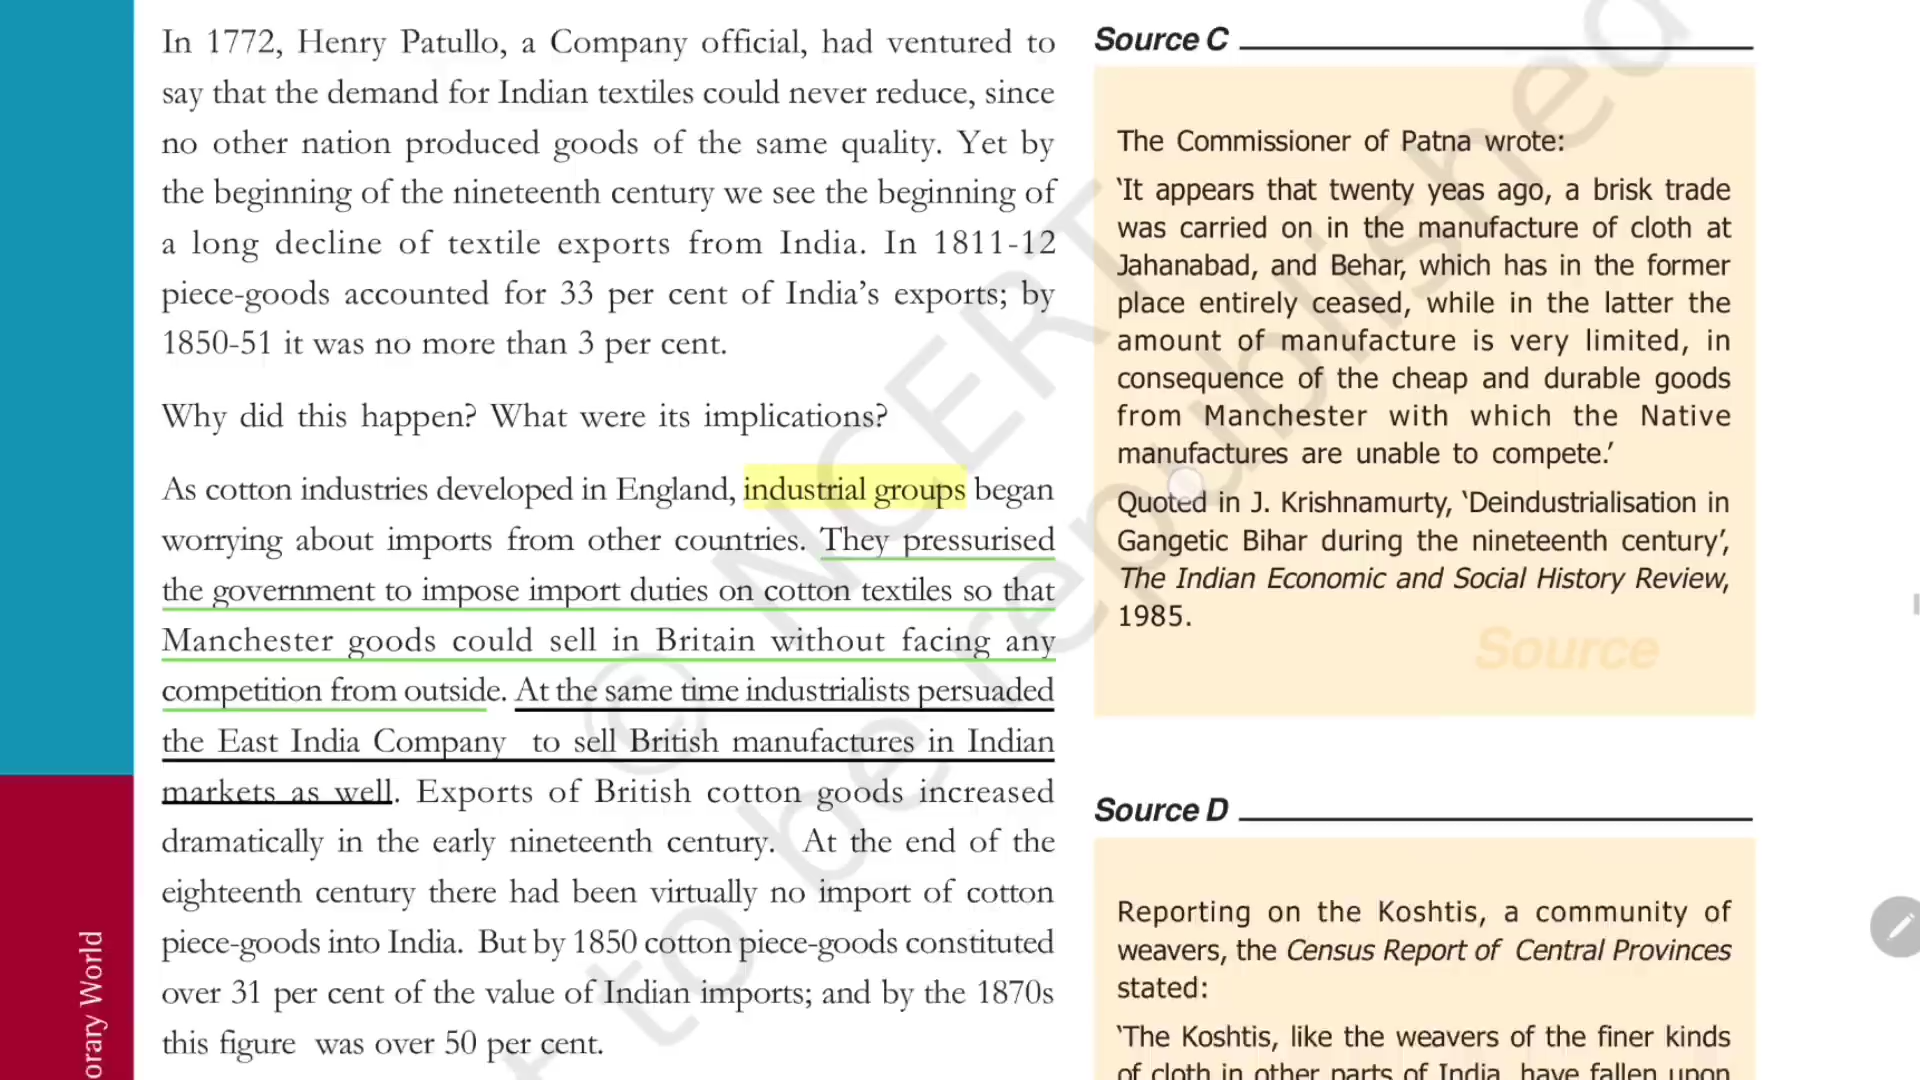 In 1772, Henry Patullo, a Company official, had ventured to
say that the demand for Indian textiles could never reduce, since
no other nation produced goods of the same quality. Yet by
the beginning of the nineteenth century we see the beginning of
a long decline of textile exports from India. In 1811-12
piece-goods accounted for 33 per cent of India's exports; by
1850-51 it was no more than 3 per cent.
Why did this happen? What were its implications?
As cotton industries developed in England, industrial groups began
worrying about imports from other countries. They pressurised
the government to impose import duties on cotton textiles so that
Manchester goods could sell in Britain without facing any
competition from outside. At the same time industrialists persuaded
the East India Company to sell British manufactures in Indian
markets as well. Exports of British cotton goods increased
dramatically in the early nineteenth century. At the end of the
eighteenth century there had been virtually no import of cotton
piece-goods into India. But by 1850 cotton piece-goods constituted
over 31 per cent of the value of Indian imports; and by the 1870s
this figure was over 50 per cent.
Source C
The Commissioner of Patna wrote:
'It appears that twenty yeas ago, a brisk trade
was carried on in the manufacture of cloth at
Jahanabad, and Behar, which has in the former
place entirely ceased, while in the latter the
amount of manufacture is very limited, in
consequence of the cheap and durable goods
from Manchester with which the Native
manufactures are unable to compete.'
Quoted in J. Krishnamurty, 'Deindustrialisation in
Gangetic Bihar during the nineteenth century',
The Indian Economic and Social History Review,
1985.
Source
Source D
Reporting on the Koshtis, a community of
weavers, the Census Report of Central Provinces
stated:
'The Koshtis, like the weavers of the finer kinds
of cloth in other parts of India, have fallen upon
orary World
© NCERT
to be republished